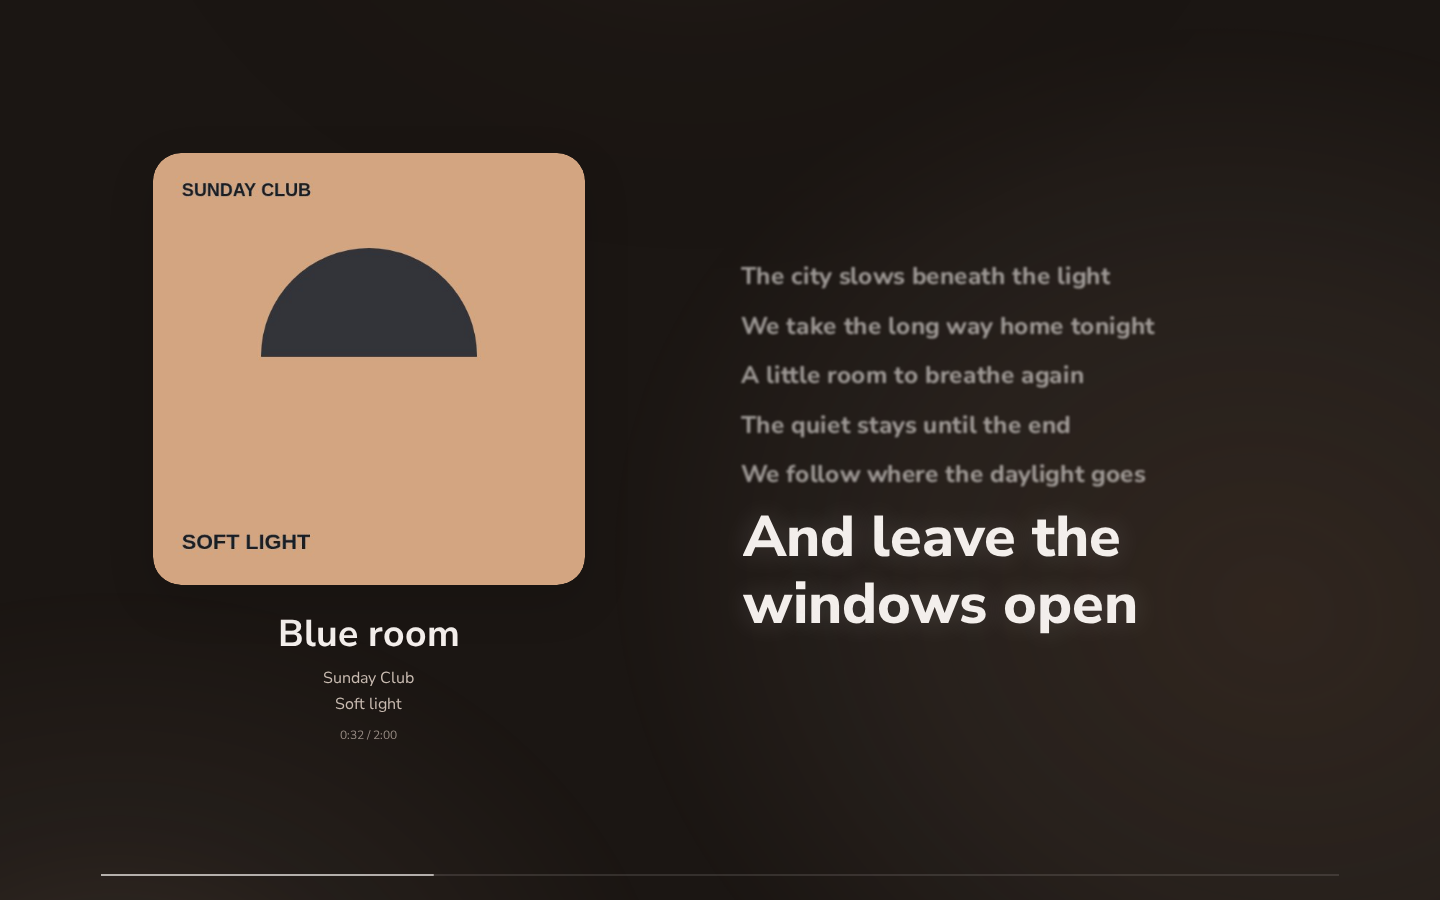 SUNDAY CLUB
SOFT LIGHT
Blue room
Sunday Club
Soft light
0:32 / 2:00
The city slows beneath the light
We take the long way home tonight
A little room to breathe again
The quiet stays until the end
We follow where the daylight goes
And leave the
windows open